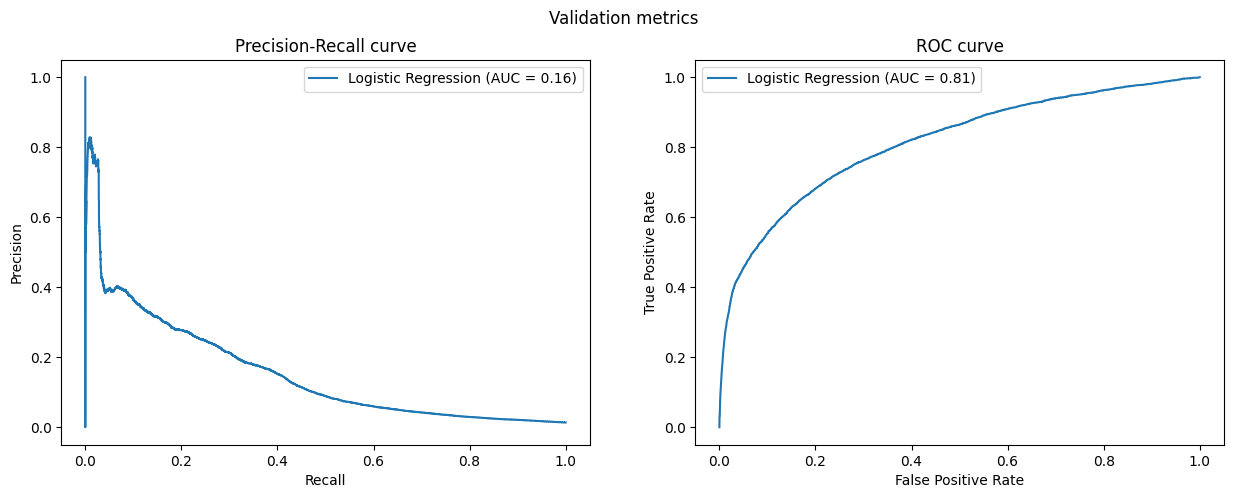 Validation metrics
Precision-Recall curve
Logistic Regression (AUC = 0.16)
1.0
0.8
0.6
0.4
0.2
0.0
Precision
0.0 0.2 0.4 0.6 0.8 1.0
Recall
ROC curve
Logistic Regression (AUC = 0.81)
1.0
0.8
0.6
0.4
0.2
0.0
True Positive Rate
0.0 0.2 0.4 0.6 0.8 1.0
False Positive Rate